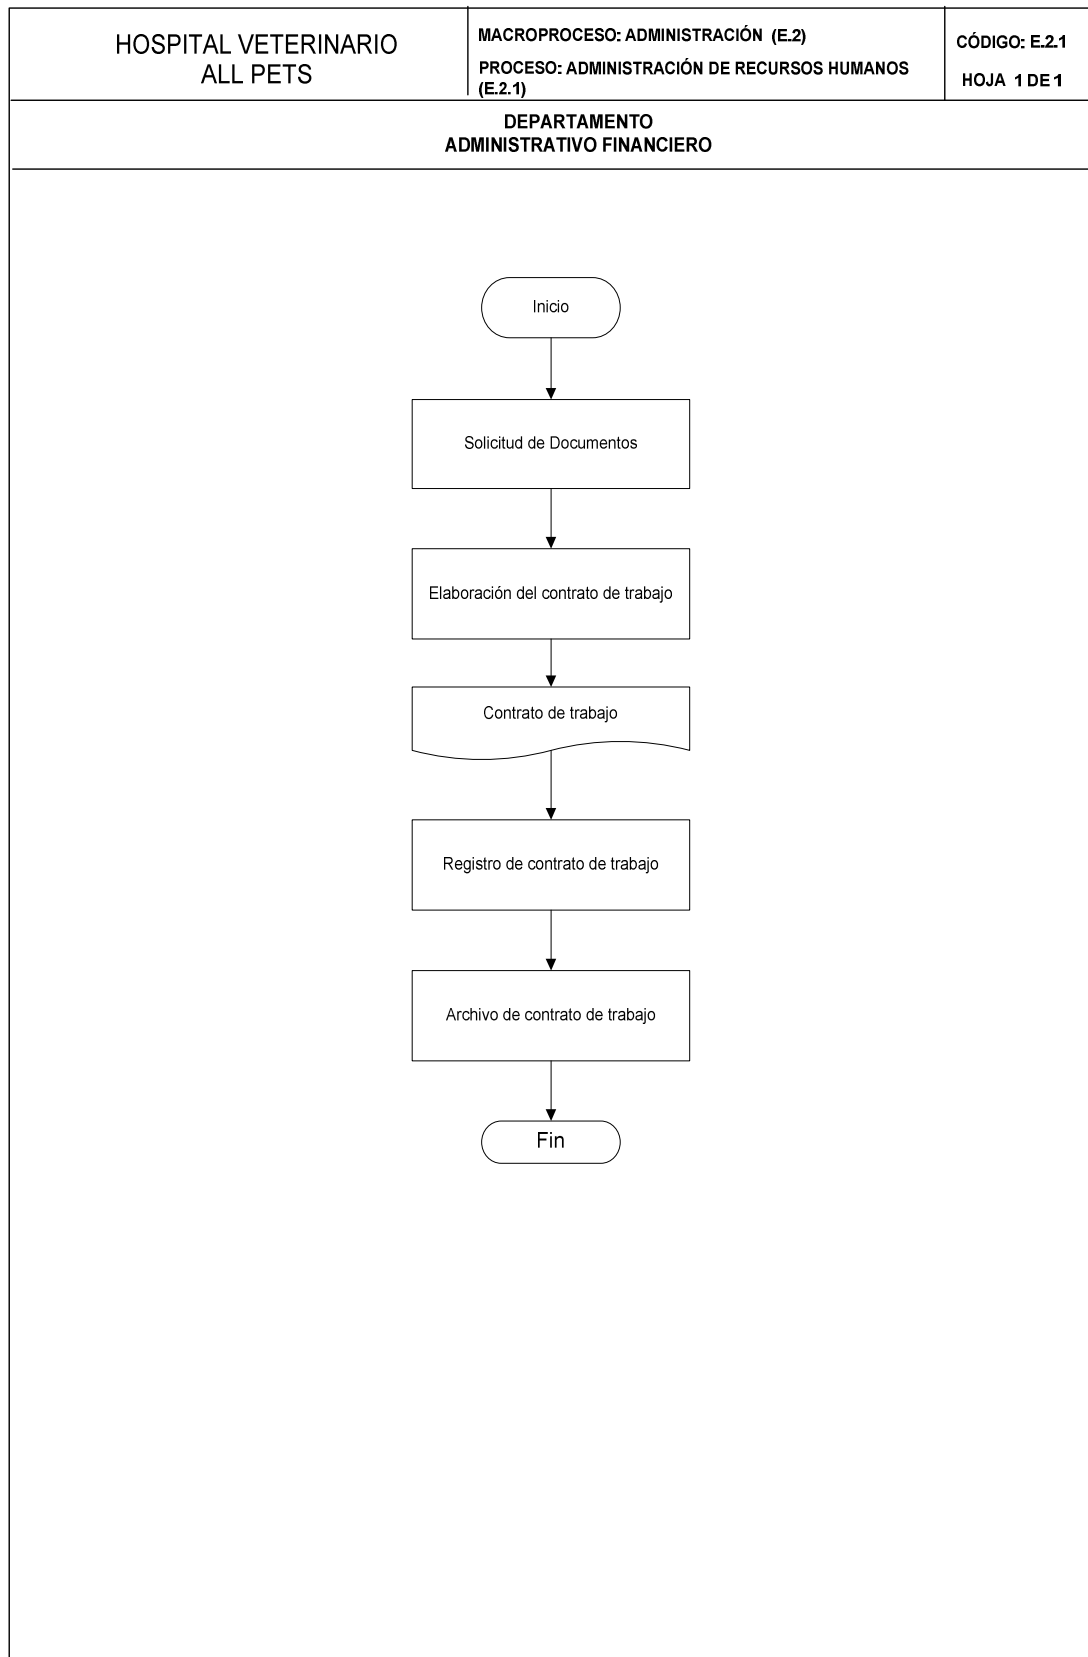 HOSPITAL VETERINARIO
ALL PETS
MACROPROCESO: ADMINISTRACIÓN (E.2)
PROCESO: ADMINISTRACIÓN DE RECURSOS HUMANOS
(E.2.1)
CÓDIGO: E.2.1
HOJA 1 DE 1
DEPARTAMENTO
ADMINISTRATIVO FINANCIERO
Inicio
Solicitud de Documentos
Elaboración del contrato de trabajo
Contrato de trabajo
Registro de contrato de trabajo
Archivo de contrato de trabajo
Fin